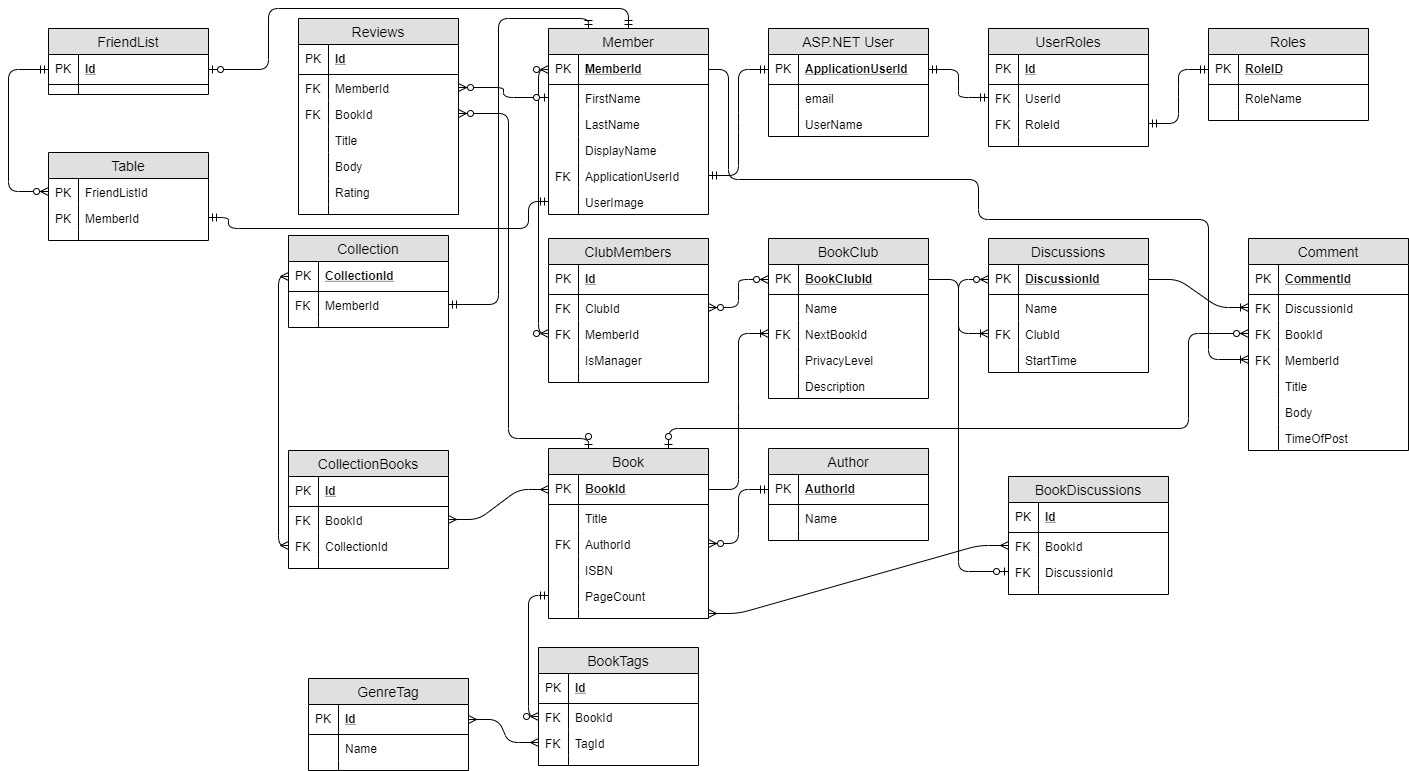 FriendList
PK Id
Reviews
PK Id
FK MemberId
FK BookId
Title
Body
Rating
Member
PK MemberId
FirstName
LastName
DisplayName
FK ApplicationUserId
UserImage
ASP.NET User
PK ApplicationUserId
email
UserName
UserRoles
PK Id
FK UserId
FK RoleId
Roles
PK RoleID
RoleName
Table
PK FriendListId
PK MemberId
Collection
PK CollectionId
FK MemberId
ClubMembers
PK Id
FK ClubId
FK MemberId
IsManager
BookClub
PK BookClubId
Name
FK NextBookId
PrivacyLevel
Description
Discussions
PK DiscussionId
Name
FK ClubId
StartTime
Comment
PK CommentId
FK DiscussionId
FK BookId
FK MemberId
Title
Body
TimeOfPost
CollectionBooks
PK Id
FK BookId
FK CollectionId
Book
PK BookId
Title
FK AuthorId
ISBN
PageCount
Author
PK AuthorId
Name
BookDiscussions
PK Id
FK BookId
FK DiscussionId
GenreTag
PK Id
Name
BookTags
PK Id
FK BookId
FK TagId